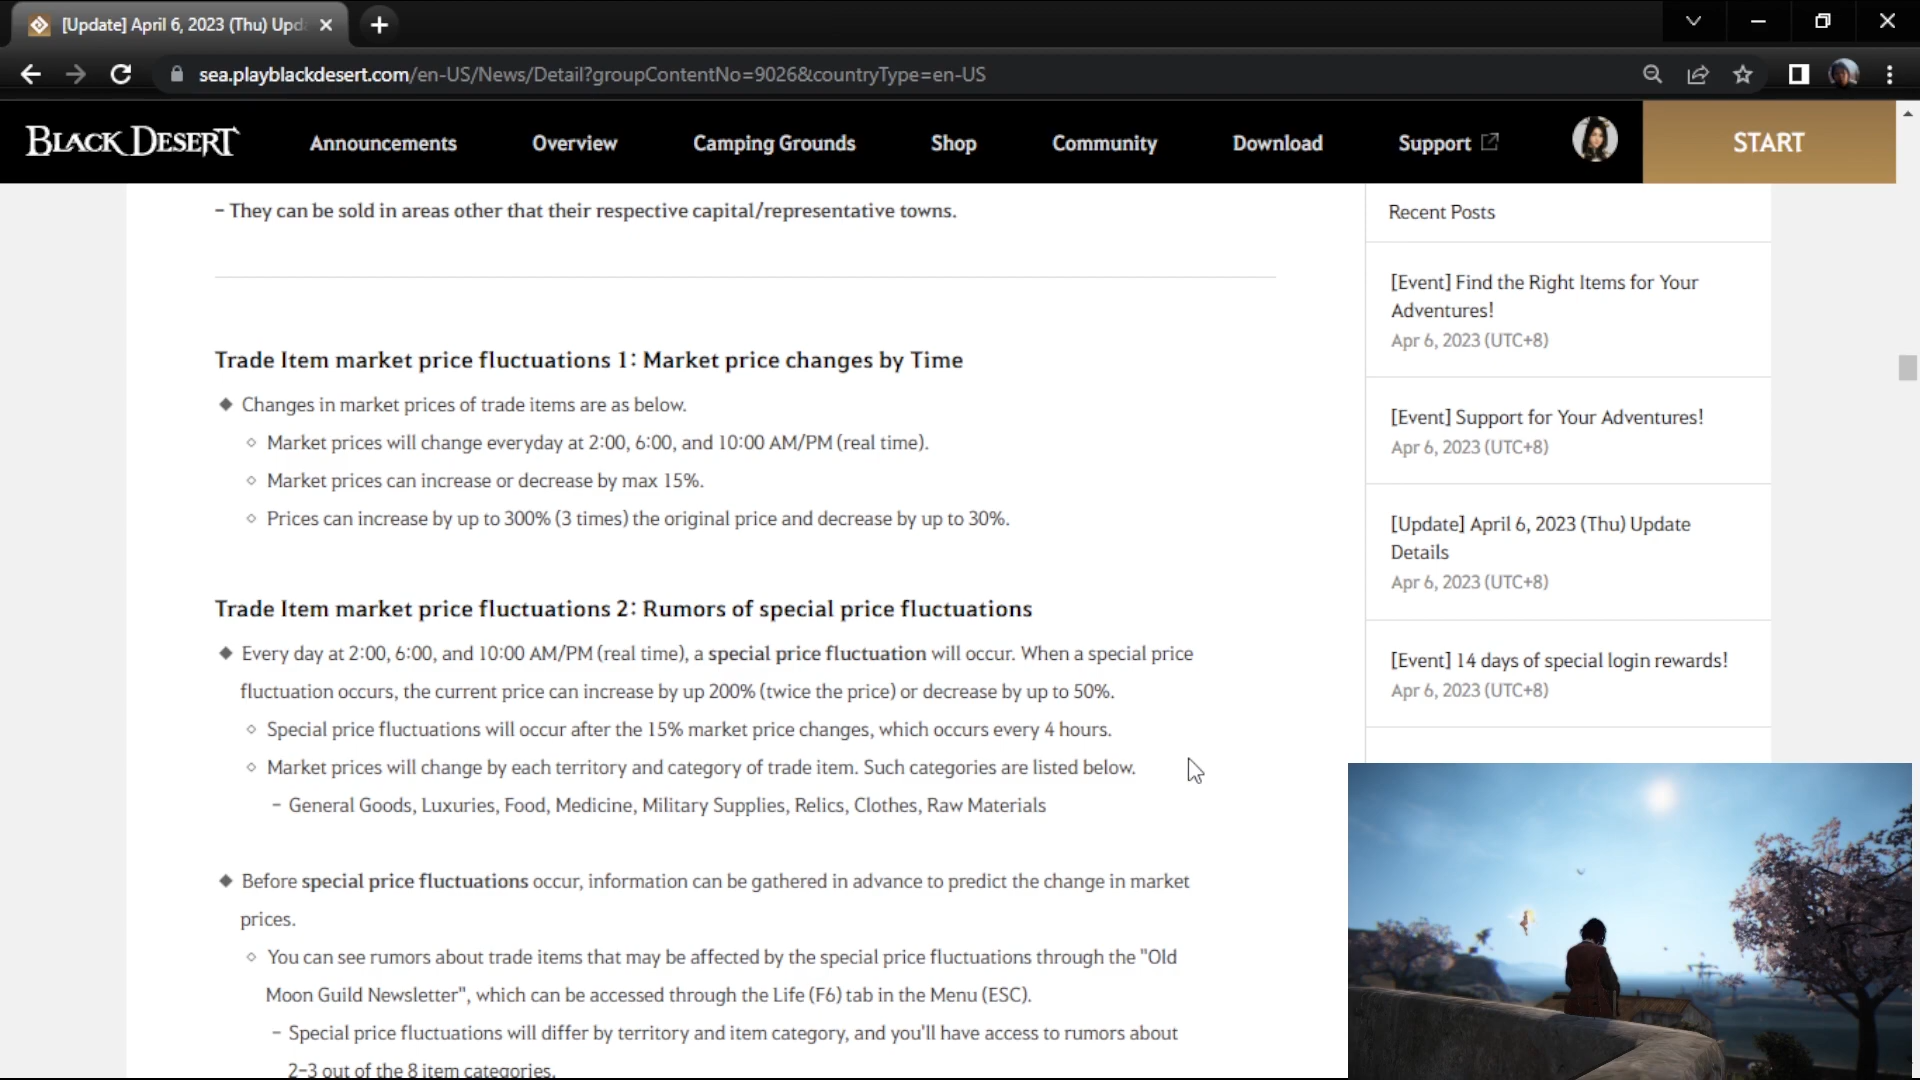 [Update] April 6, 2023 (Thu) Upd
sea.playblackdesert.com/en-US/News/Detail?groupContentNo=9026&countryType=en-US
BLACK DESERT
Announcements
Overview
Camping Grounds
Shop
Community
Download
Support
START
– They can be sold in areas other that their respective capital/representative towns.
Trade Item market price fluctuations 1: Market price changes by Time
◆ Changes in market prices of trade items are as below.
◇ Market prices will change everyday at 2:00, 6:00, and 10:00 AM/PM (real time).
◇ Market prices can increase or decrease by max 15%.
◇ Prices can increase by up to 300% (3 times) the original price and decrease by up to 30%.
Trade Item market price fluctuations 2: Rumors of special price fluctuations
◆ Every day at 2:00, 6:00, and 10:00 AM/PM (real time), a special price fluctuation will occur. When a special price
fluctuation occurs, the current price can increase by up 200% (twice the price) or decrease by up to 50%.
◇ Special price fluctuations will occur after the 15% market price changes, which occurs every 4 hours.
◇ Market prices will change by each territory and category of trade item. Such categories are listed below.
– General Goods, Luxuries, Food, Medicine, Military Supplies, Relics, Clothes, Raw Materials
◆ Before special price fluctuations occur, information can be gathered in advance to predict the change in market
prices.
◇ You can see rumors about trade items that may be affected by the special price fluctuations through the "Old
Moon Guild Newsletter", which can be accessed through the Life (F6) tab in the Menu (ESC).
– Special price fluctuations will differ by territory and item category, and you'll have access to rumors about
2–3 out of the 8 item categories.
Recent Posts
[Event] Find the Right Items for Your
Adventures!
Apr 6, 2023 (UTC+8)
[Event] Support for Your Adventures!
Apr 6, 2023 (UTC+8)
[Update] April 6, 2023 (Thu) Update
Details
Apr 6, 2023 (UTC+8)
[Event] 14 days of special login rewards!
Apr 6, 2023 (UTC+8)